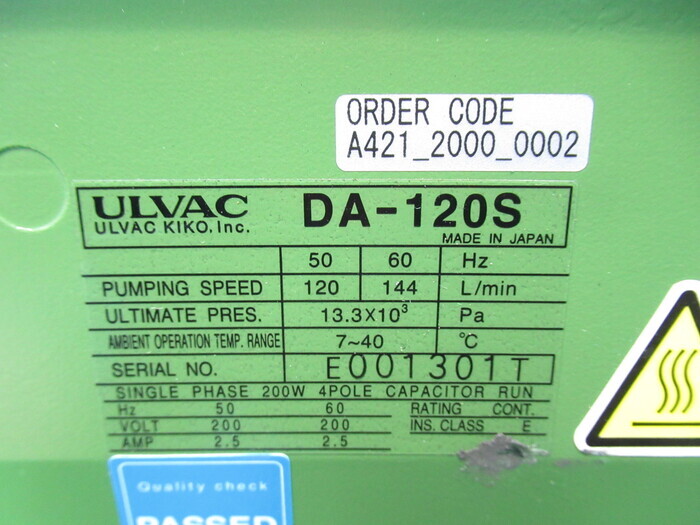 ORDER CODE
A421_2000_0002
ULVAC DA-120S
ULVAC KIKO, Inc.
MADE IN JAPAN
50 60 Hz
PUMPING SPEED 120 144 L/min
ULTIMATE PRES. 13.3X10³ Pa
AMBIENT OPERATION TEMP. RANGE 7~40 °C
SERIAL NO. E001301T
SINGLE PHASE 200W 4POLE CAPACITOR RUN
Hz 50 60 RATING CONT.
VOLT 200 200 INS. CLASS E
AMP 2.5 2.5
Quality check
PASSED